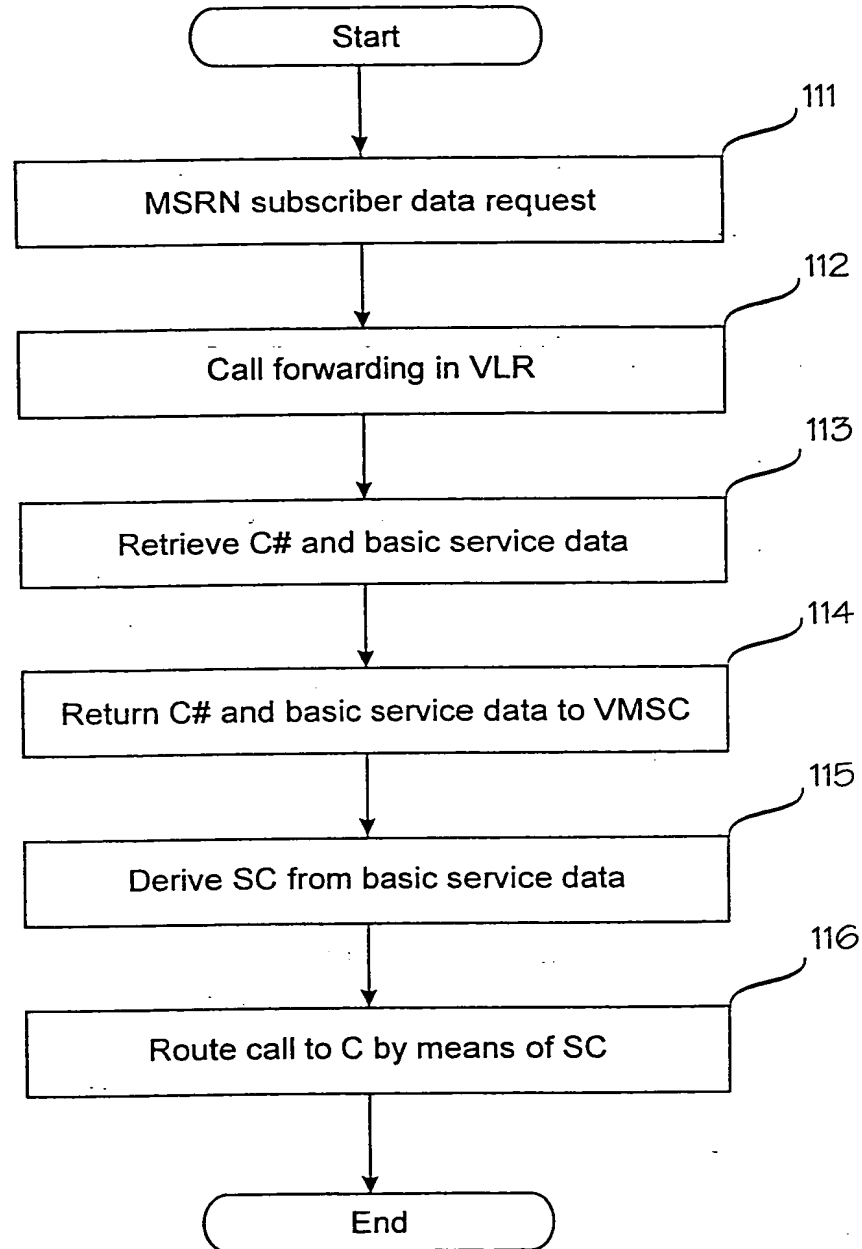 Start
111
MSRN subscriber data request
112
Call forwarding in VLR
113
Retrieve C# and basic service data
114
Return C# and basic service data to VMSC
115
Derive SC from basic service data
116
Route call to C by means of SC
End